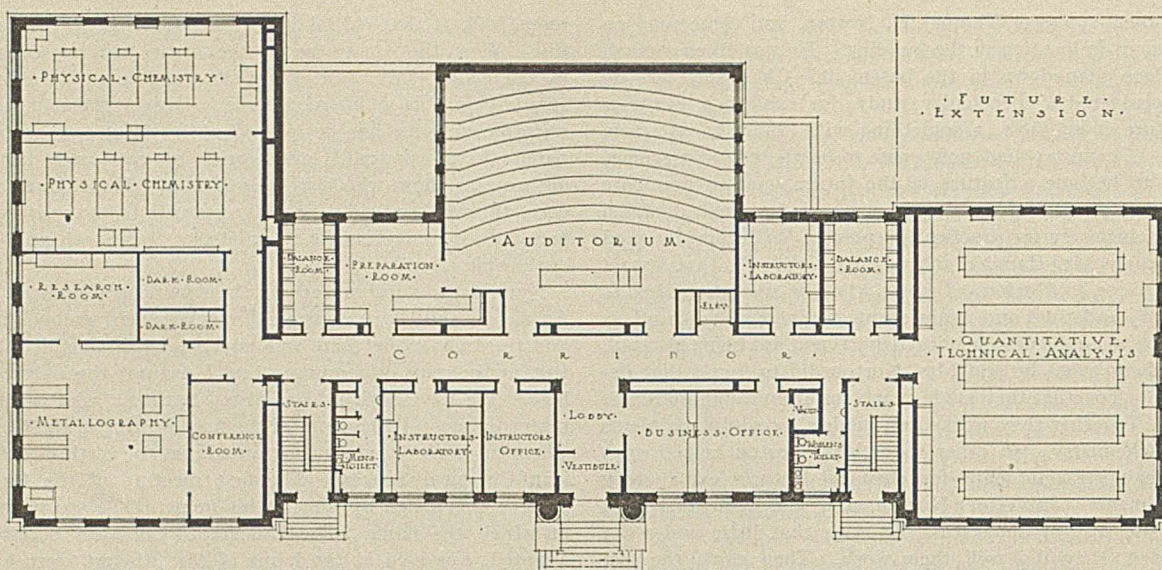 · PHYSICAL · CHEMISTRY ·
· PHYSICAL · CHEMISTRY ·
· FUTURE ·
EXTENSION ·
· RESEARCH ·
ROOM ·
· DARK · ROOM ·
· DARK · ROOM ·
· BALANCE ·
ROOM ·
· PREPARATION ·
ROOM ·
· AUDITORIUM ·
· INSTRUCTORS ·
LABORATORY ·
· BALANCE ·
ROOM ·
· ELEV ·
· CORRIDOR ·
· QUANTITATIVE ·
· TECHNICAL · ANALYSIS ·
· METALLOGRAPHY ·
· CONFERENCE ·
ROOM ·
· STAIRS ·
· MENS ·
TOILET ·
· INSTRUCTORS ·
· LABORATORY ·
· INSTRUCTORS ·
· OFFICE ·
· LOBBY ·
· VESTIBULE ·
· BUSINESS · OFFICE ·
· VAULT ·
· WOMENS ·
· TOILET ·
· STAIRS ·